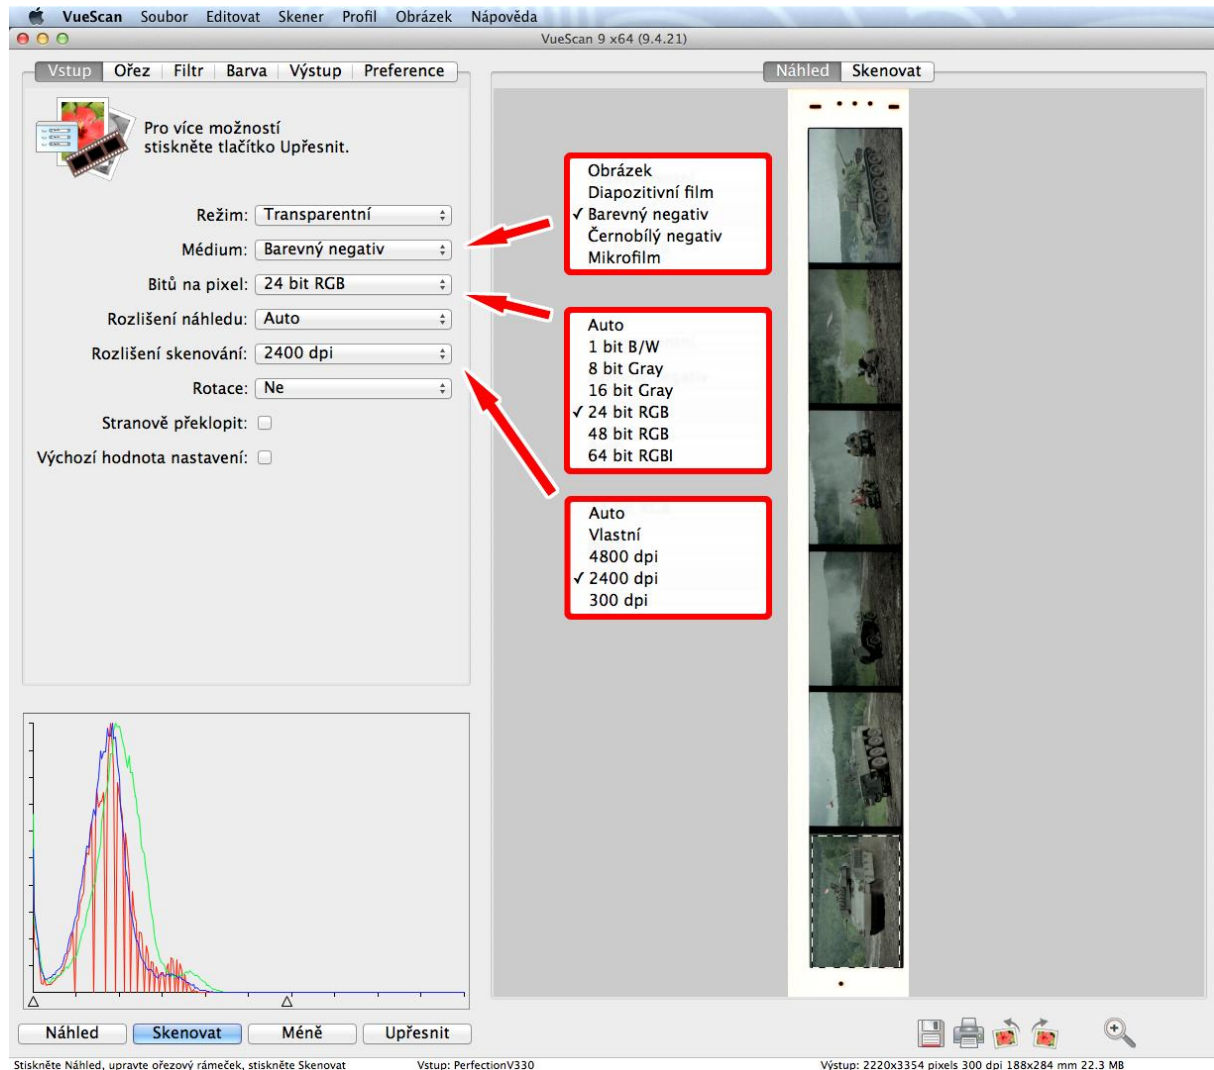 VueScan Soubor Editovat Skener Profil Obrázek Nápověda
VueScan 9 x64 (9.4.21)
Vstup Ořez Filtr Barva Výstup Preference
Náhled Skenovat
Pro více možností
stiskněte tlačítko Upřesnit.
Režim: Transparentní
Médium: Barevný negativ
Bitů na pixel: 24 bit RGB
Rozlišení náhledu: Auto
Rozlišení skenování: 2400 dpi
Rotace: Ne
Stranově překlopit:
Výchozí hodnota nastavení:
Obrázek
Diapozitivní film
✓ Barevný negativ
Černobílý negativ
Mikrofilm
Auto
1 bit B/W
8 bit Gray
16 bit Gray
✓ 24 bit RGB
48 bit RGB
64 bit RGBI
Auto
Vlastní
4800 dpi
✓ 2400 dpi
300 dpi
Náhled Skenovat Méně Upřesnit
Stiskněte Náhled, upravte ořezový rámeček, stiskněte Skenovat Vstup: PerfectionV330 Výstup: 2220x3354 pixels 300 dpi 188x284 mm 22.3 MB